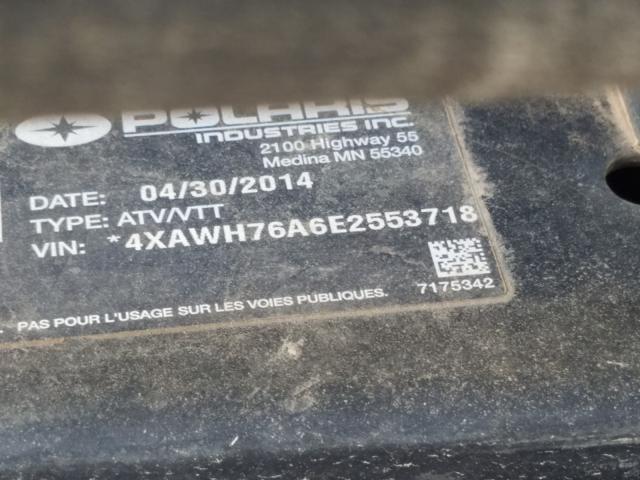 POLARIS
INDUSTRIES INC.
2100 Highway 55
Medina MN 55340
DATE: 04/30/2014
TYPE: ATV/VTT
VIN: *4XAWH76A6E2553718
7175342
PAS POUR L'USAGE SUR LES VOIES PUBLIQUES.